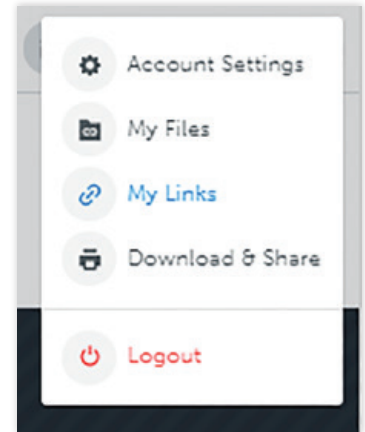 Account Settings
My Files
My Links
Download & Share
Logout